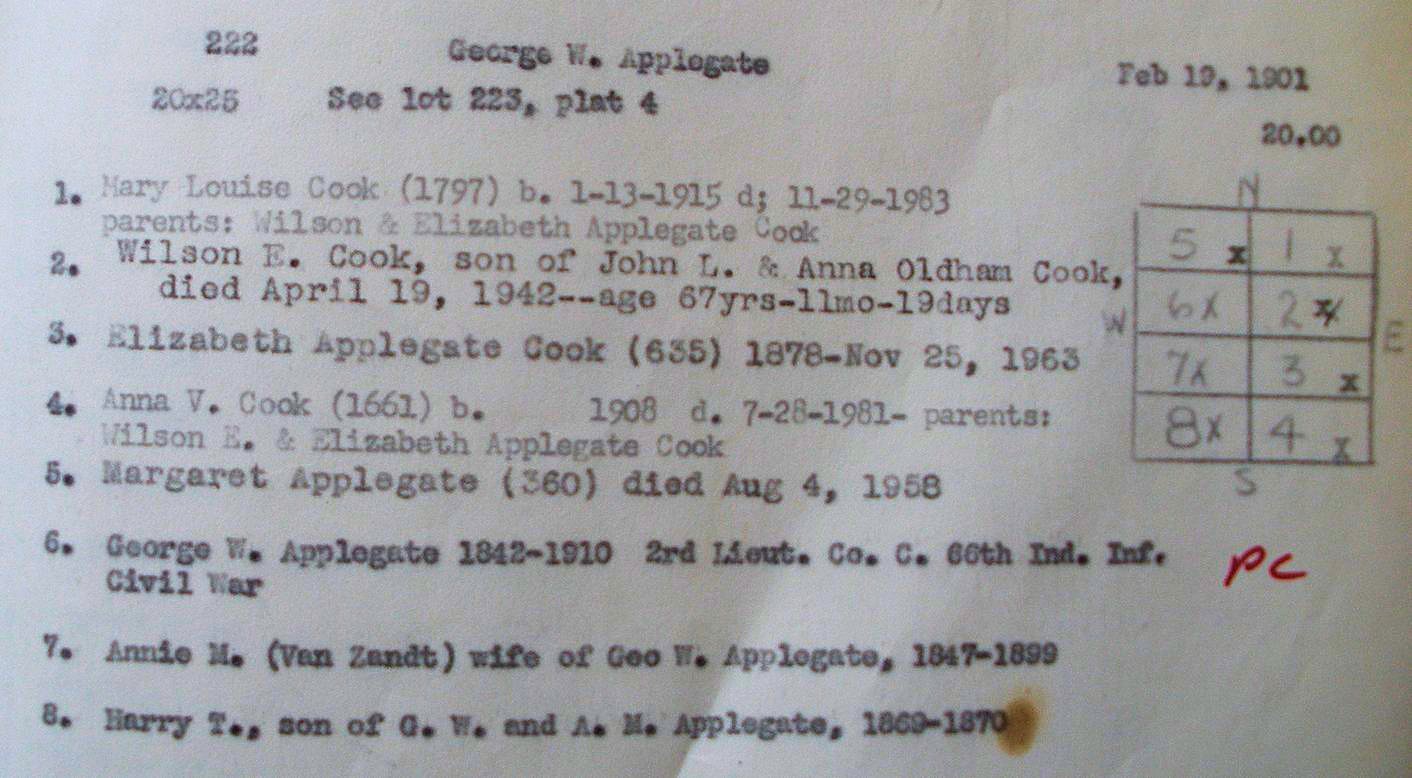 222 George W. Applegate Feb 19, 1901
20x25 See lot 223, plat 4
20.00
1. Mary Louise Cook (1797) b. 1-13-1915 d; 11-29-1983
parents: Wilson & Elizabeth Applegate Cook
2. Wilson E. Cook, son of John L. & Anna Oldham Cook,
died April 19, 1942--age 67yrs-11mo-19days
3. Elizabeth Applegate Cook (635) 1878-Nov 25, 1963
4. Anna V. Cook (1661) b. 1908 d. 7-28-1981- parents:
Wilson E. & Elizabeth Applegate Cook
5. Margaret Applegate (360) died Aug 4, 1958
6. George W. Applegate 1842-1910 2rd Lieut. Co. C. 66th Ind. Inf.
Civil War
PC
7. Annie M. (Van Zandt) wife of Geo W. Applegate, 1847-1899
8. Harry T., son of G. W. and A. M. Applegate, 1869-1870
N
5 x 1 x
6x 2 x
W E
7x 3 x
8x 4 x
S